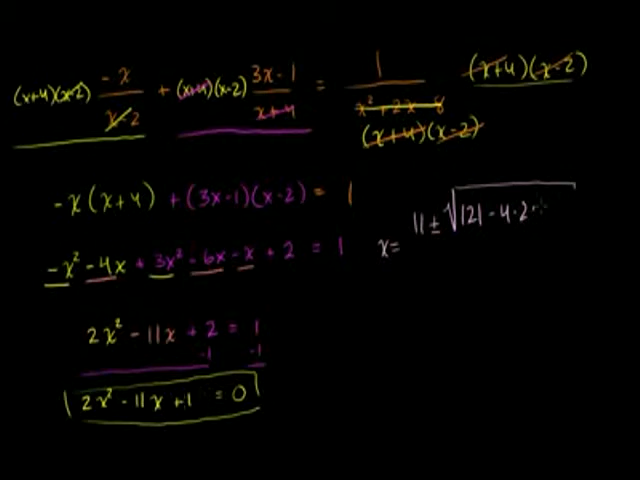 (x+4)(x-2) -x/x-2 + (x+4)(x-2) 3x-1/x+4 = 1/x²+2x-8 (x+4)(x-2)
(x+4)(x-2)
-x(x+4) + (3x-1)(x-2) = 1
-x² -4x + 3x² -6x -x + 2 = 1
x= 11 ± √121 - 4·2·
2x² - 11x + 2 = 1
-1 -1
2x² - 11x + 1 = 0